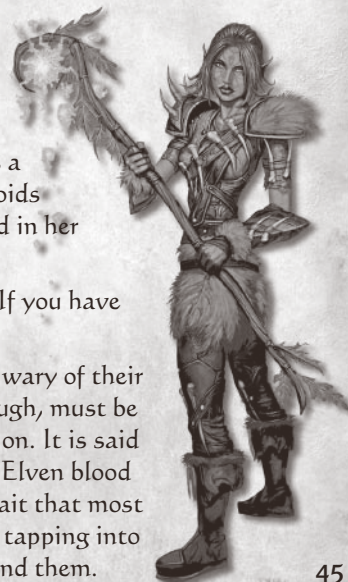 a
oids
d in her
If you have
wary of their
ugh, must be
on. It is said
Elven blood
ait that most
tapping into
nd them.
45